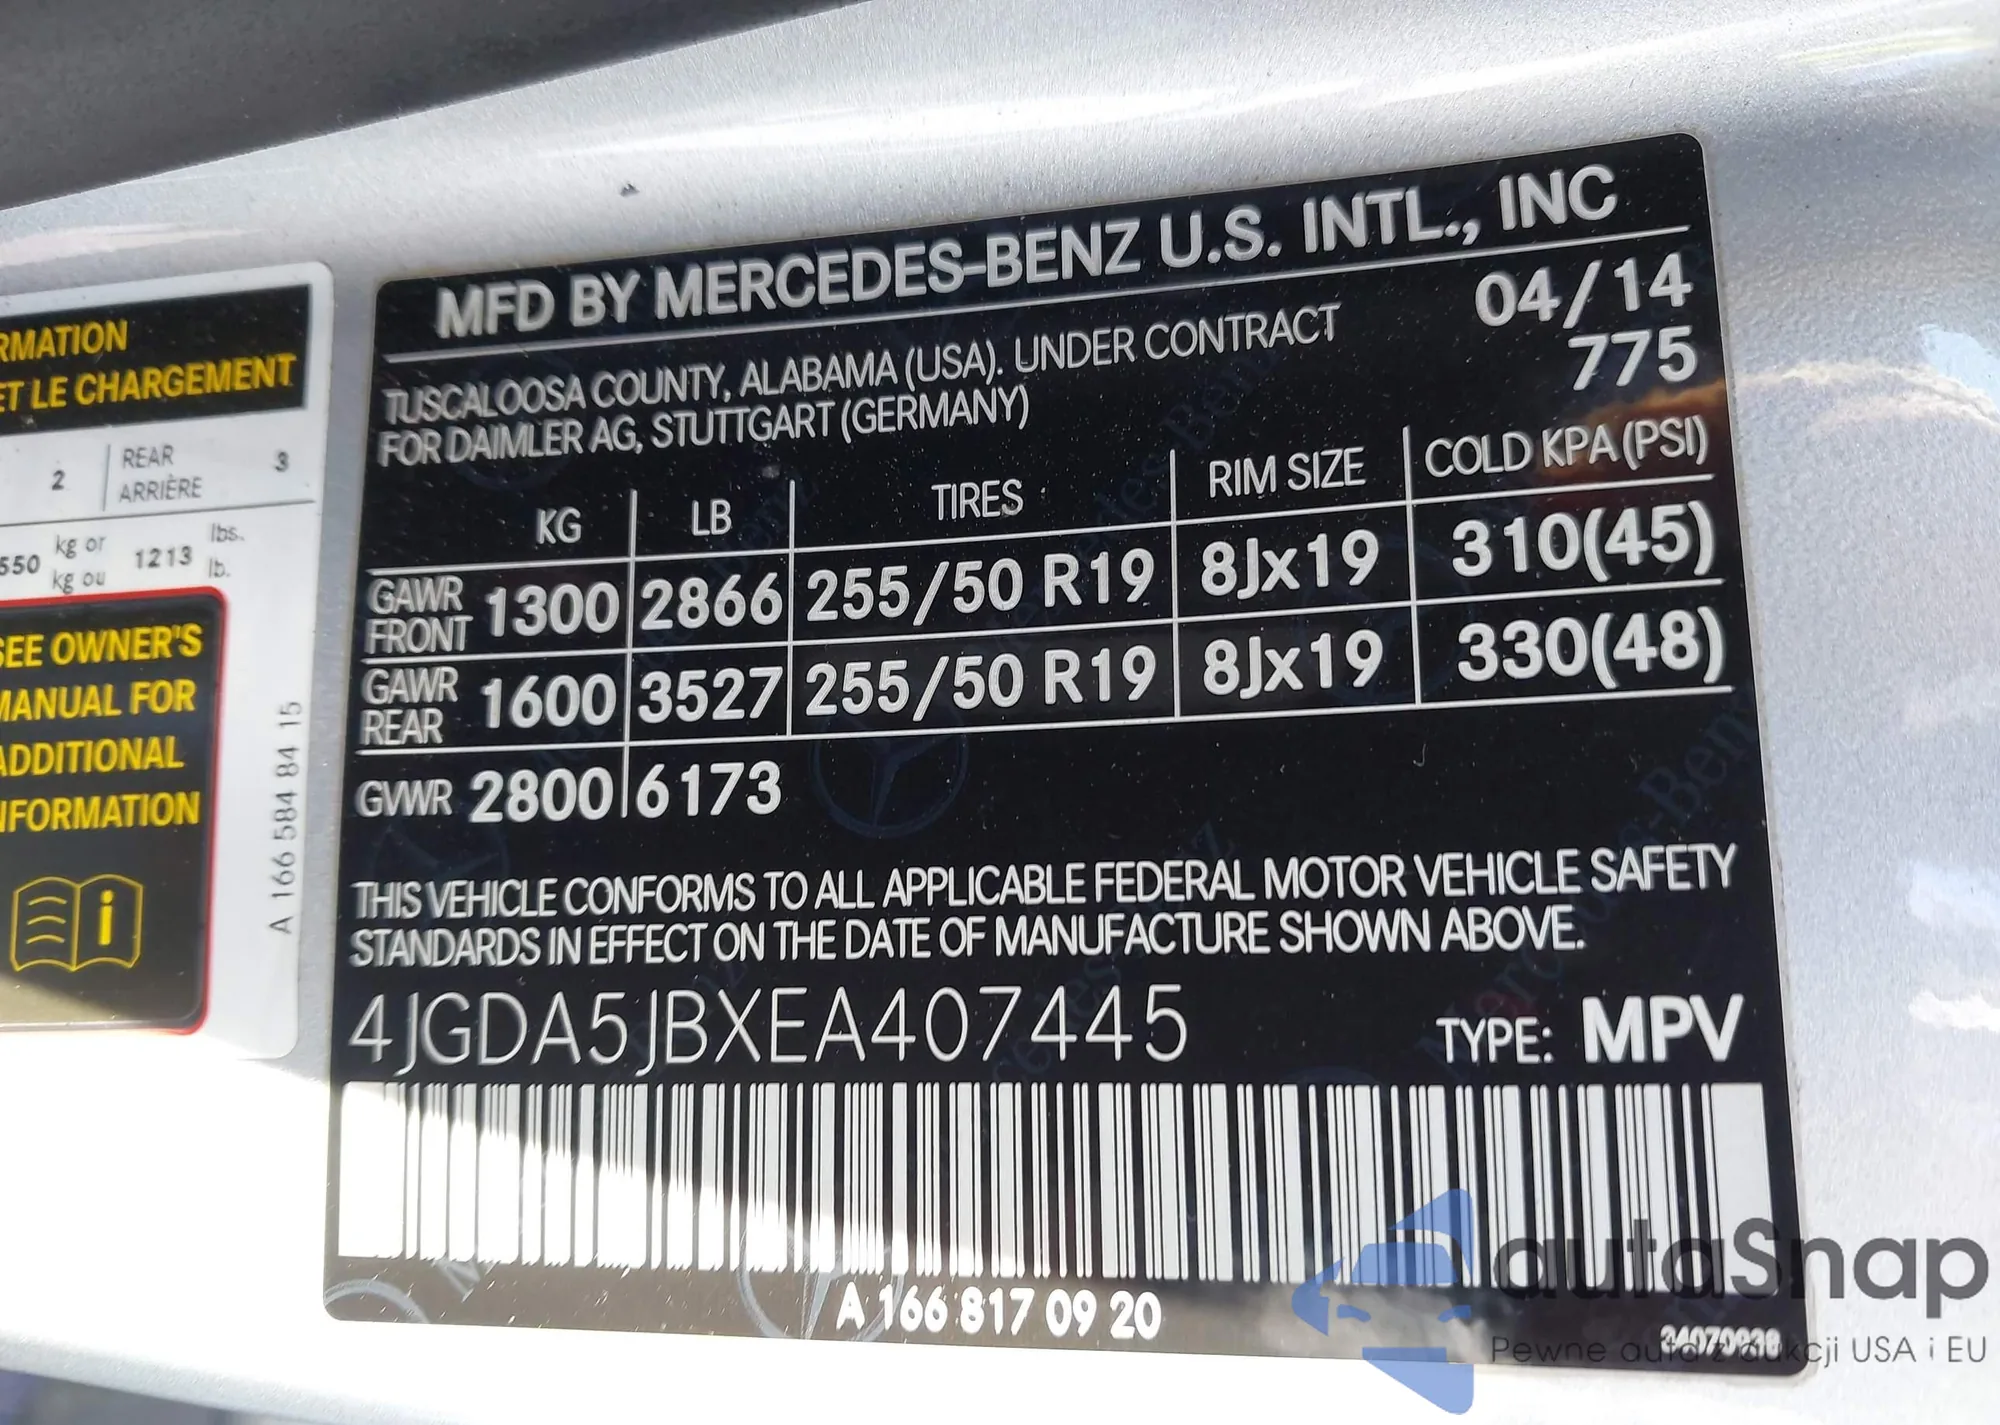 RMATION
ET LE CHARGEMENT
2 REAR 3
ARRIÈRE
550 kg or 1213 lbs.
kg ou lb.
SEE OWNER'S
MANUAL FOR
ADDITIONAL
INFORMATION
i
A 166 584 84 15
MFD BY MERCEDES-BENZ U.S. INTL., INC
TUSCALOOSA COUNTY, ALABAMA (USA). UNDER CONTRACT 04/14
FOR DAIMLER AG, STUTTGART (GERMANY) 775
KG LB TIRES RIM SIZE COLD KPA (PSI)
GAWR FRONT 1300 2866 255/50 R19 8Jx19 310(45)
GAWR REAR 1600 3527 255/50 R19 8Jx19 330(48)
GVWR 2800 6173
THIS VEHICLE CONFORMS TO ALL APPLICABLE FEDERAL MOTOR VEHICLE SAFETY
STANDARDS IN EFFECT ON THE DATE OF MANUFACTURE SHOWN ABOVE.
4JGDA5JBXEA407445 TYPE: MPV
A 166 817 09 20
autaSnap
Pewne auta z aukcji USA i EU